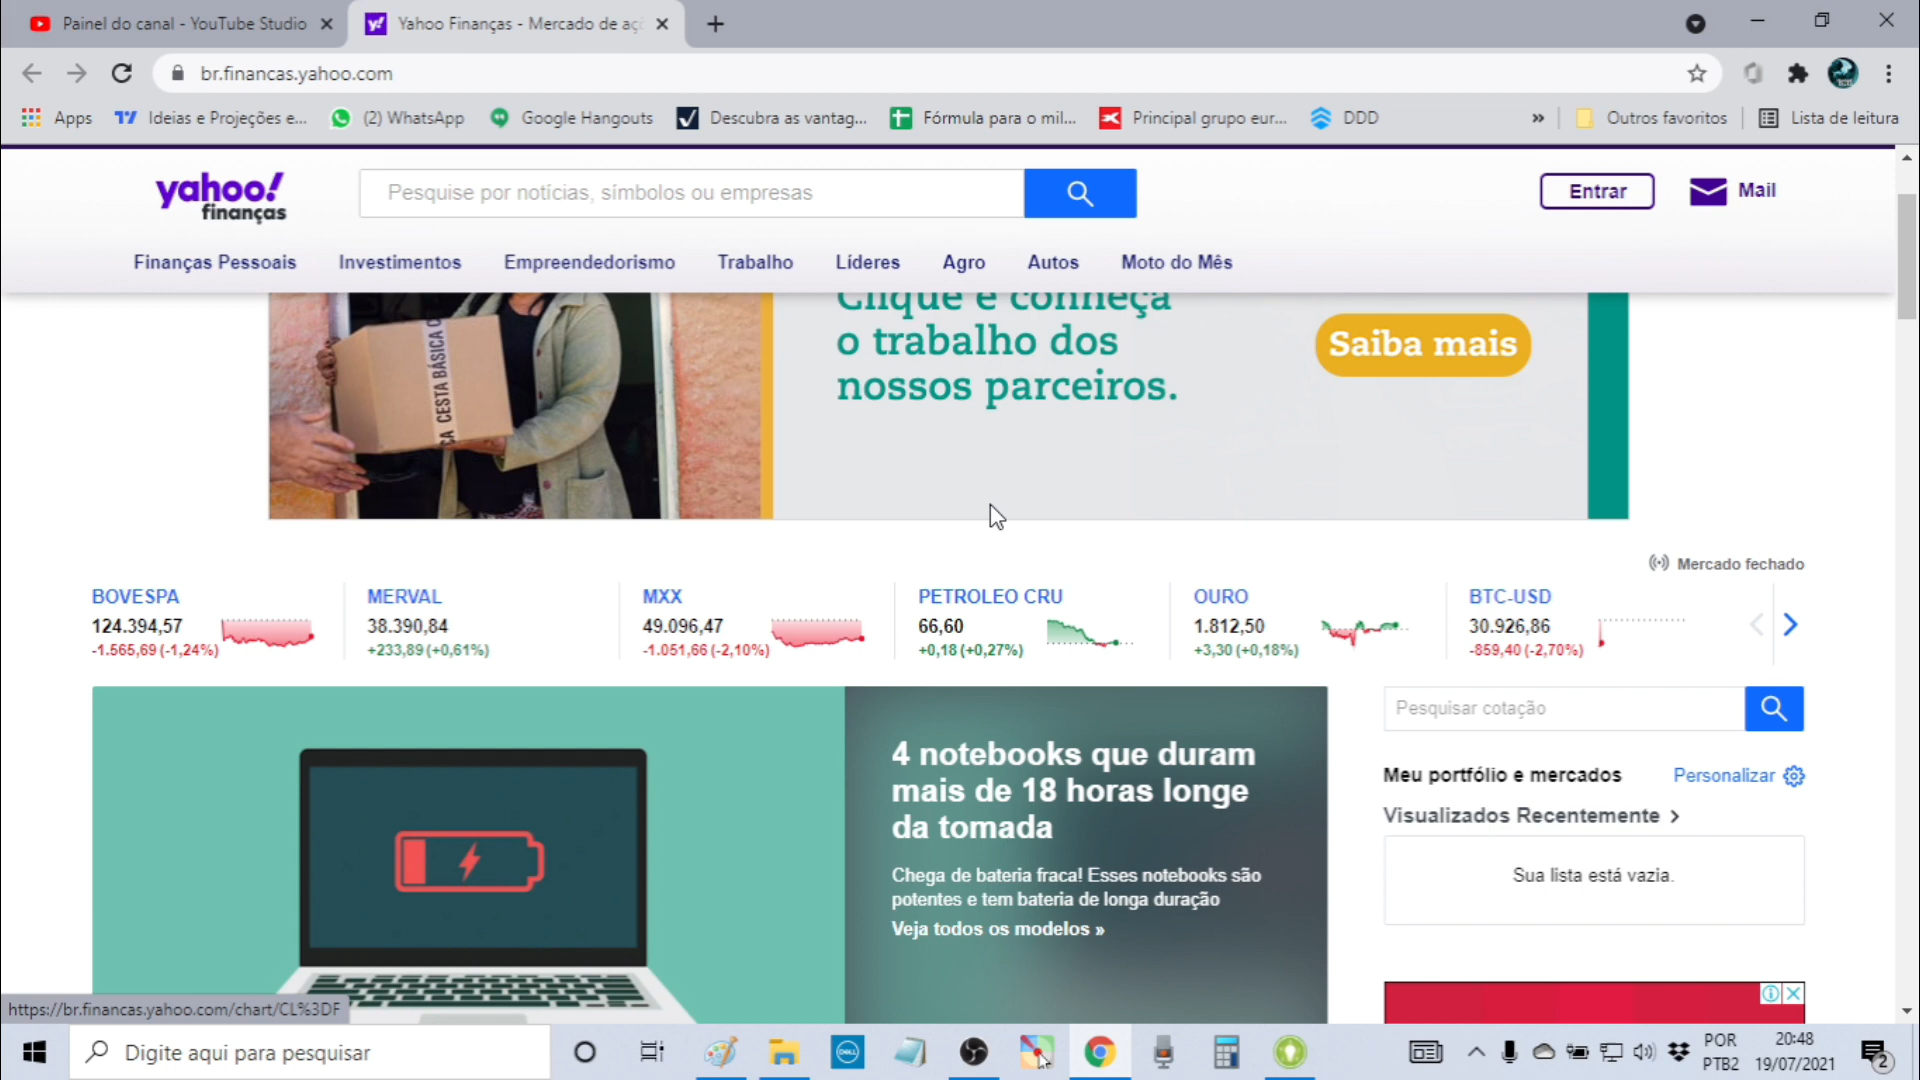 Painel do canal - YouTube Studio
Yahoo Finanças - Mercado de aç
br.financas.yahoo.com
Apps
Ideias e Projeções e...
(2) WhatsApp
Google Hangouts
Descubra as vantag...
Fórmula para o mil...
Principal grupo eur...
DDD
»
Outros favoritos
Lista de leitura
yahoo!
finanças
Pesquise por notícias, símbolos ou empresas
Entrar
Mail
Finanças Pessoais
Investimentos
Empreendedorismo
Trabalho
Líderes
Agro
Autos
Moto do Mês
CESTA BÁSICA
Clique e conheça
o trabalho dos
nossos parceiros.
Saiba mais
Mercado fechado
BOVESPA
124.394,57
-1.565,69 (-1,24%)
MERVAL
38.390,84
+233,89 (+0,61%)
MXX
49.096,47
-1.051,66 (-2,10%)
PETROLEO CRU
66,60
+0,18 (+0,27%)
OURO
1.812,50
+3,30 (+0,18%)
BTC-USD
30.926,86
-859,40 (-2,70%)
4 notebooks que duram
mais de 18 horas longe
da tomada
Chega de bateria fraca! Esses notebooks são
potentes e tem bateria de longa duração
Veja todos os modelos »
Pesquisar cotação
Meu portfólio e mercados
Personalizar
Visualizados Recentemente >
Sua lista está vazia.
https://br.financas.yahoo.com/chart/CL%3DF
Digite aqui para pesquisar
DELL
POR
PTB2
20:48
19/07/2021
2